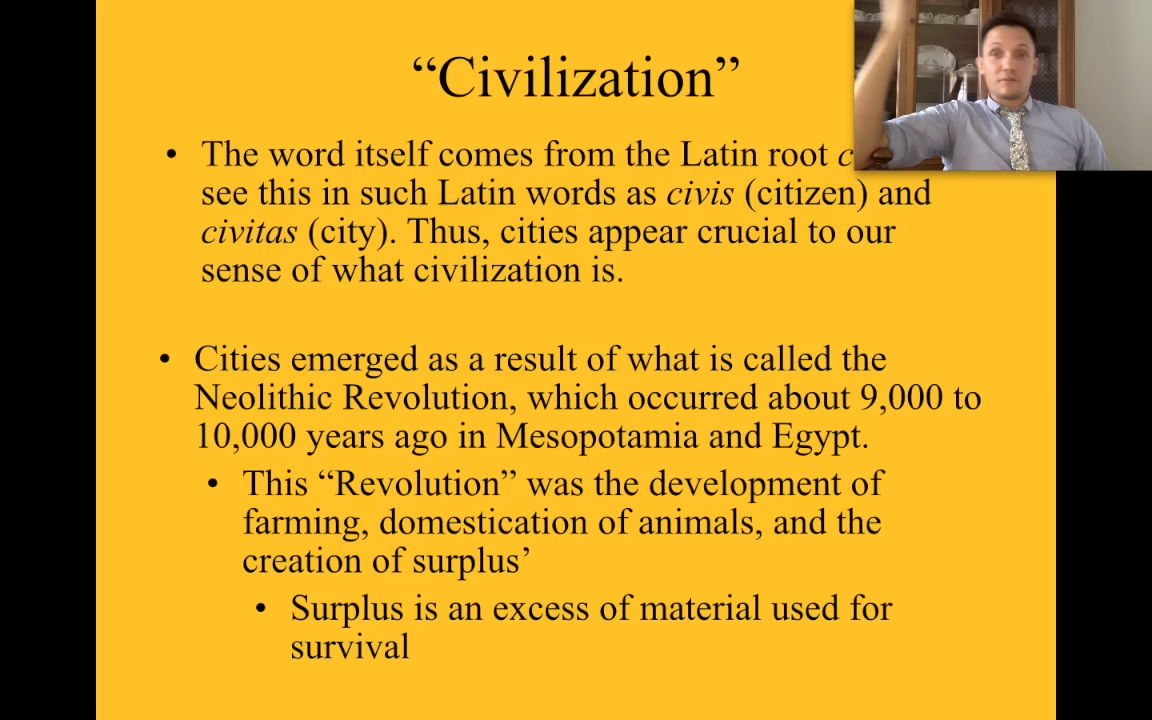 “Civilization”
• The word itself comes from the Latin root
see this in such Latin words as civis (citizen) and
civitas (city). Thus, cities appear crucial to our
sense of what civilization is.
• Cities emerged as a result of what is called the
Neolithic Revolution, which occurred about 9,000 to
10,000 years ago in Mesopotamia and Egypt.
• This “Revolution” was the development of
farming, domestication of animals, and the
creation of surplus’
• Surplus is an excess of material used for
survival